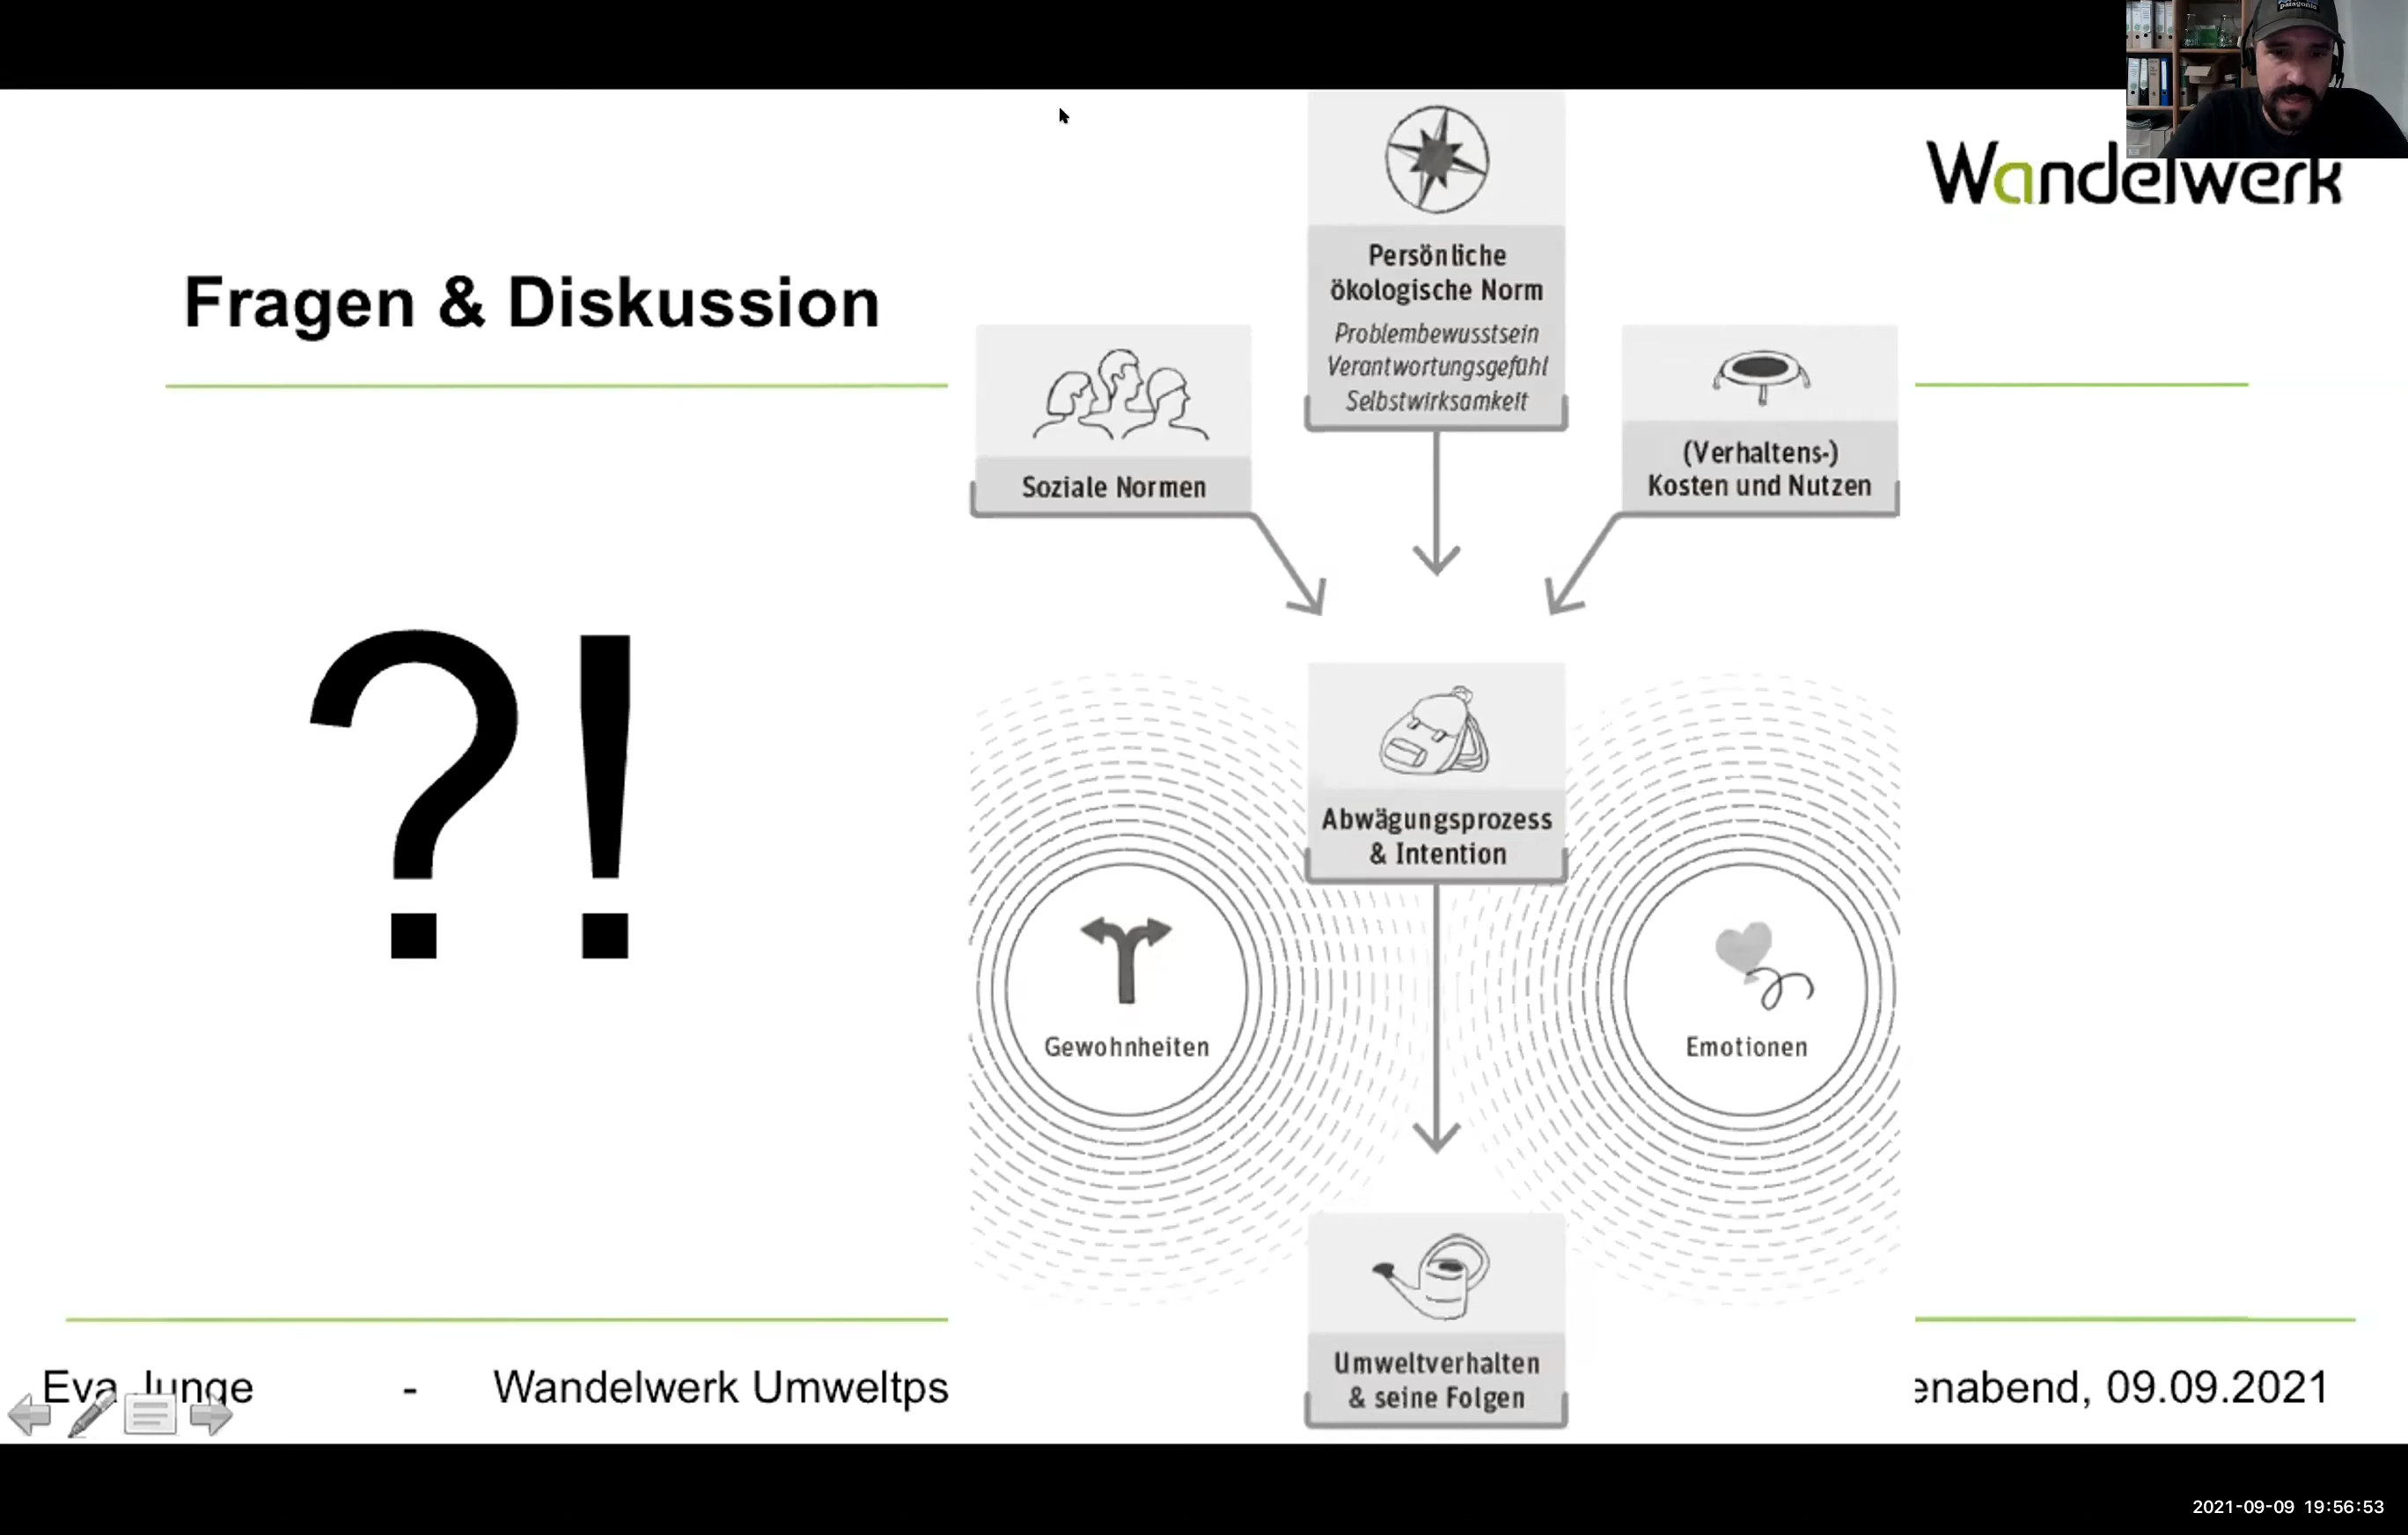 patagonia
Wandelwerk
Fragen & Diskussion
?!
Persönliche
ökologische Norm
Problembewusstsein
Verantwortungsgefühl
Selbstwirksamkeit
Soziale Normen
(Verhaltens-)
Kosten und Nutzen
Abwägungsprozess
& Intention
Gewohnheiten
Emotionen
Umweltverhalten
& seine Folgen
Eva Junge - Wandelwerk Umweltps
enabend, 09.09.2021
2021-09-09 19:56:53